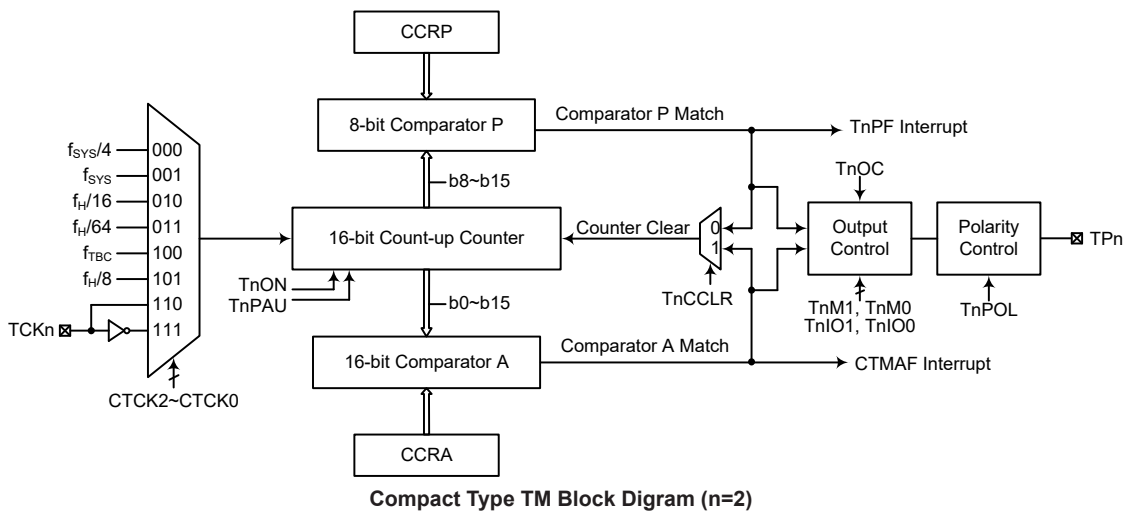 CCRP
8-bit Comparator P
Comparator P Match
TnPF Interrupt
b8~b15
fSYS/4
000
fSYS
001
fH/16
010
fH/64
011
fTBC
100
fH/8
101
110
TCKn
111
CTCK2~CTCK0
16-bit Count-up Counter
TnON
TnPAU
Counter Clear
0
1
TnCCLR
TnOC
Output
Control
TnM1, TnM0
TnIO1, TnIO0
Polarity
Control
TnPOL
TPn
b0~b15
16-bit Comparator A
Comparator A Match
CTMAF Interrupt
CCRA
Compact Type TM Block Digram (n=2)